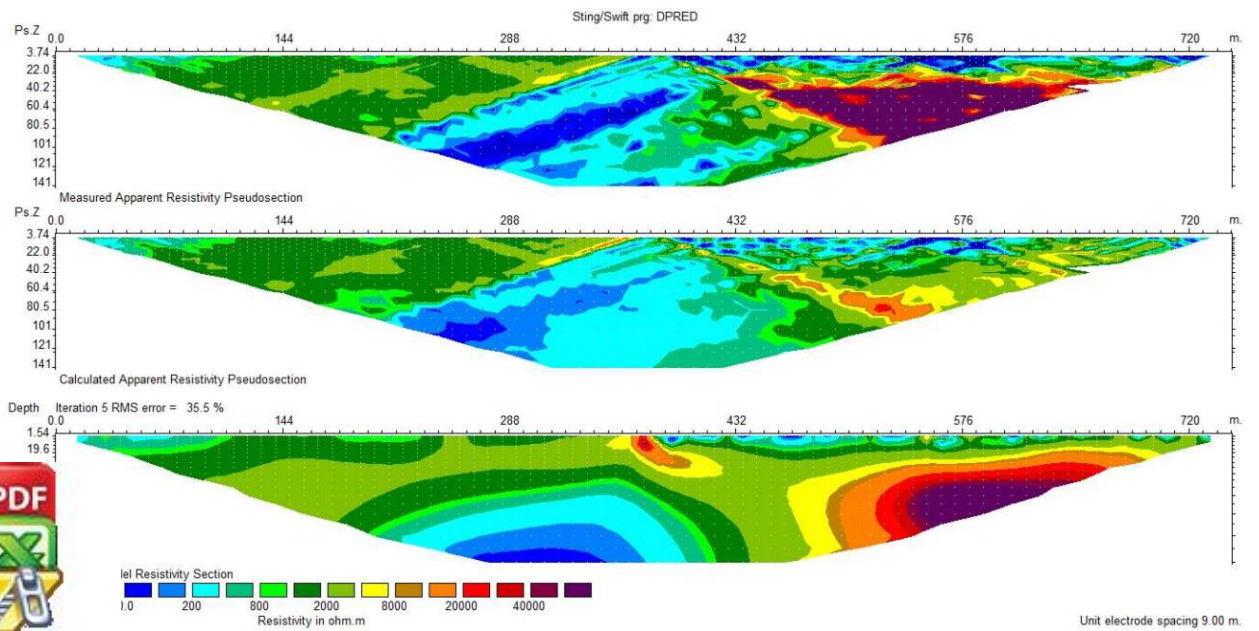 Sting/Swift prg: DPRED
Ps.Z 0.0 144 288 432 576 720 m.
3.74
22.0
40.2
60.4
80.5
101.
121.
141.
Measured Apparent Resistivity Pseudosection
Ps.Z 0.0 144 288 432 576 720 m.
3.74
22.0
40.2
60.4
80.5
101.
121.
141.
Calculated Apparent Resistivity Pseudosection
Depth Iteration 5 RMS error = 35.5 %
0.0 144 288 432 576 720 m.
1.54
19.6
PDF
Resistivity Section
200 800 2000 8000 20000 40000
Resistivity in ohm.m
Unit electrode spacing 9.00 m.